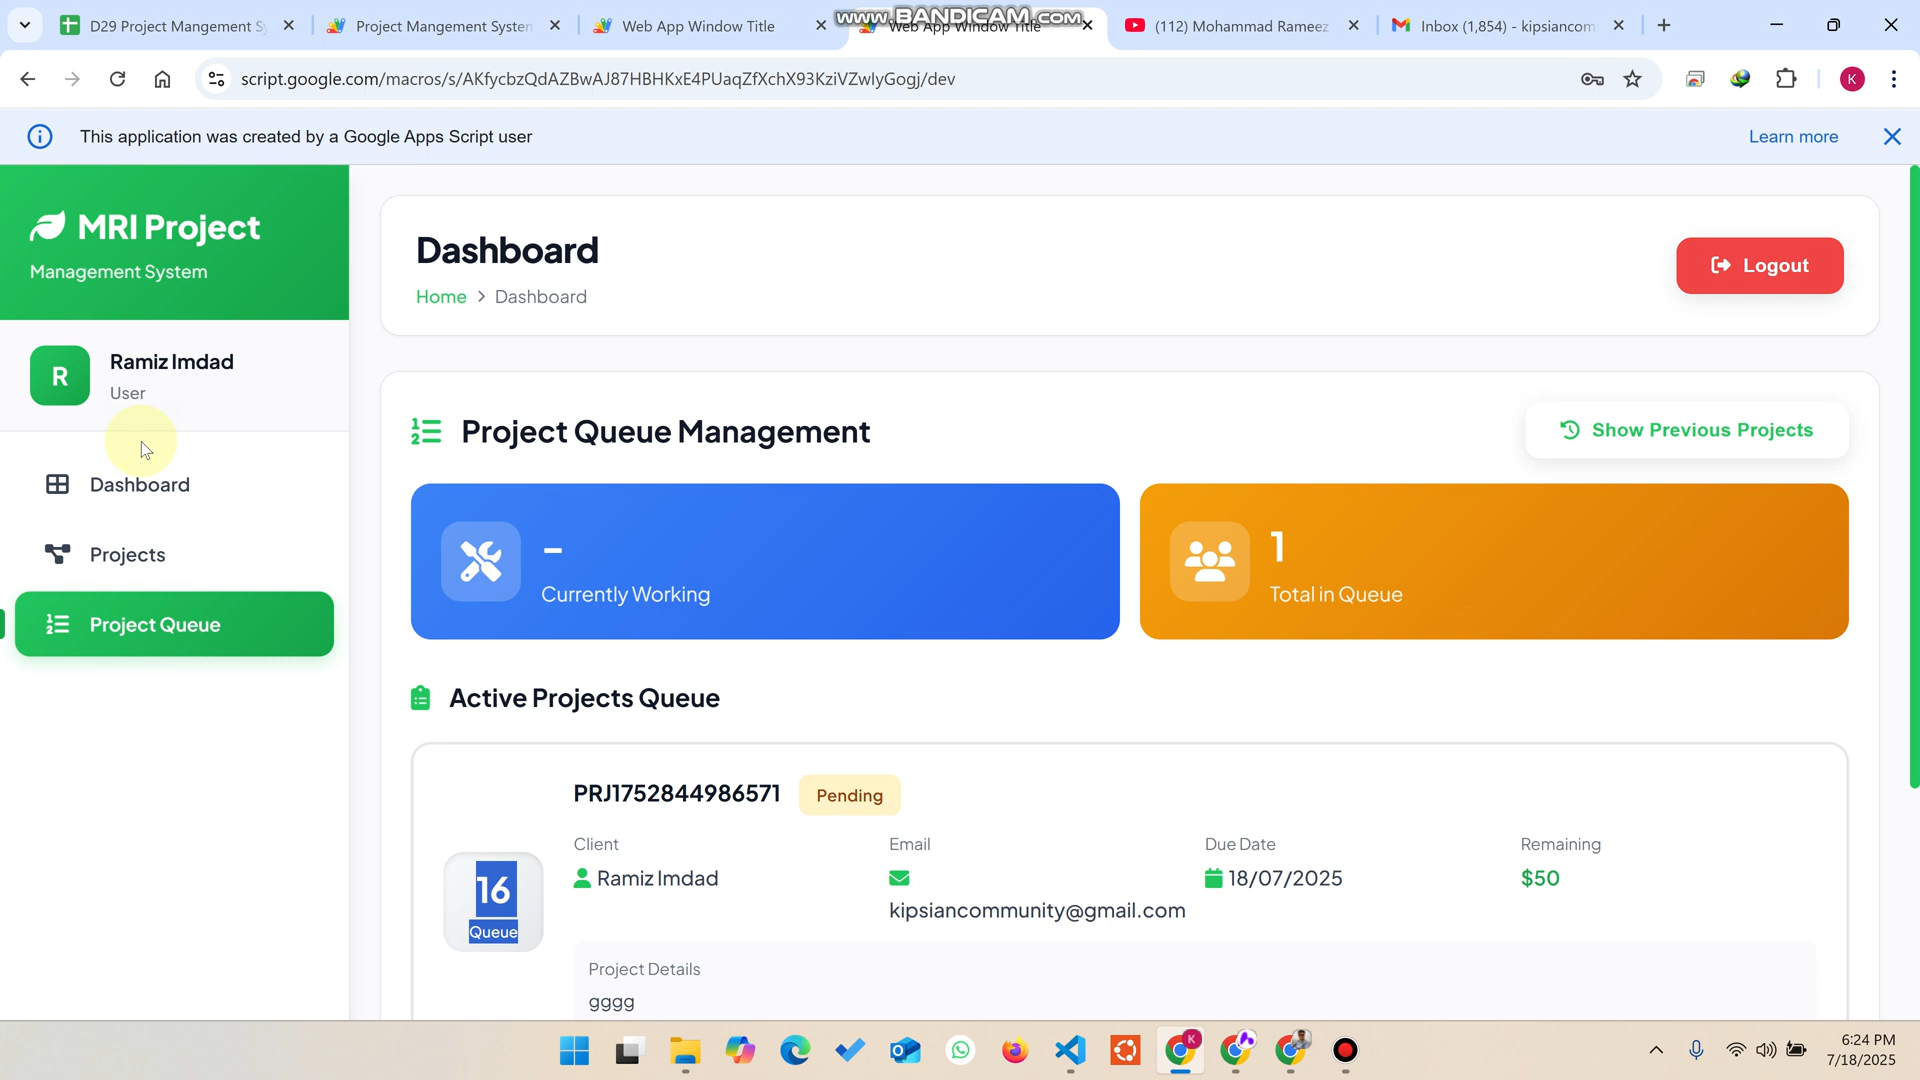 www.BANDICAM.com
D29 Project Mangement Sy
Project Mangement System
Web App Window Title
Web App Window Title
(112) Mohammad Rameez
Inbox (1,854) - kipsiancom
script.google.com/macros/s/AKfycbzQdAZBwAJ87HBHKxE4PUaqZfXchX93KziVZwIyGogj/dev
K
This application was created by a Google Apps Script user
Learn more
MRI Project
Management System
R
Ramiz Imdad
User
Dashboard
Projects
Project Queue
Dashboard
Home > Dashboard
Logout
Project Queue Management
Show Previous Projects
-
Currently Working
1
Total in Queue
Active Projects Queue
16
Queue
PRJ1752844986571
Pending
Client
Ramiz Imdad
Email
kipsiancommunity@gmail.com
Due Date
18/07/2025
Remaining
$50
Project Details
gggg
6:24 PM
7/18/2025